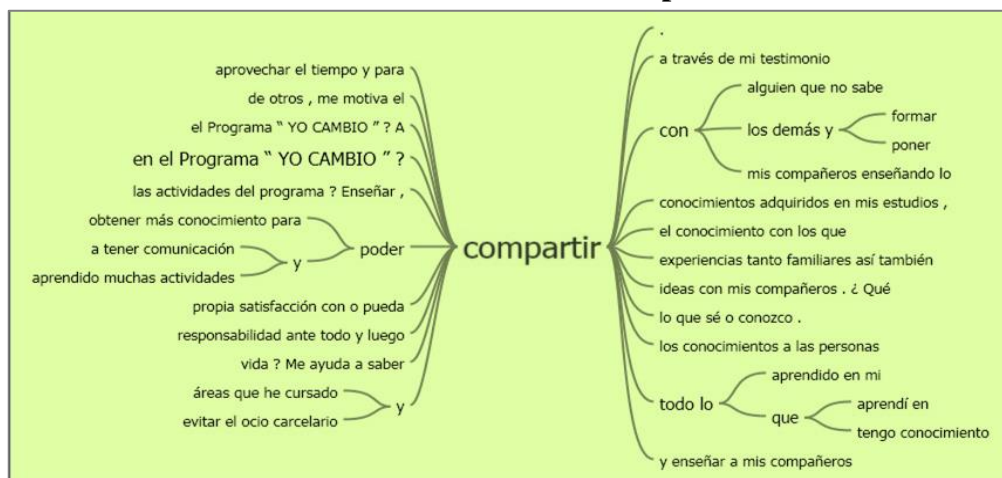 aprovechar el tiempo y para
de otros , me motiva el
el Programa “ YO CAMBIO ” ? A
en el Programa “ YO CAMBIO ” ?
las actividades del programa ? Enseñar ,
obtener más conocimiento para
a tener comunicación
y
aprendido muchas actividades
poder
propia satisfacción con o pueda
responsabilidad ante todo y luego
vida ? Me ayuda a saber
áreas que he cursado
y
evitar el ocio carcelario
compartir
.
a través de mi testimonio
con
alguien que no sabe
los demás y
formar
poner
mis compañeros enseñando lo
conocimientos adquiridos en mis estudios ,
el conocimiento con los que
experiencias tanto familiares así también
ideas con mis compañeros . ¿ Qué
lo que sé o conozco .
los conocimientos a las personas
todo lo
aprendido en mi
que
aprendí en
tengo conocimiento
y enseñar a mis compañeros